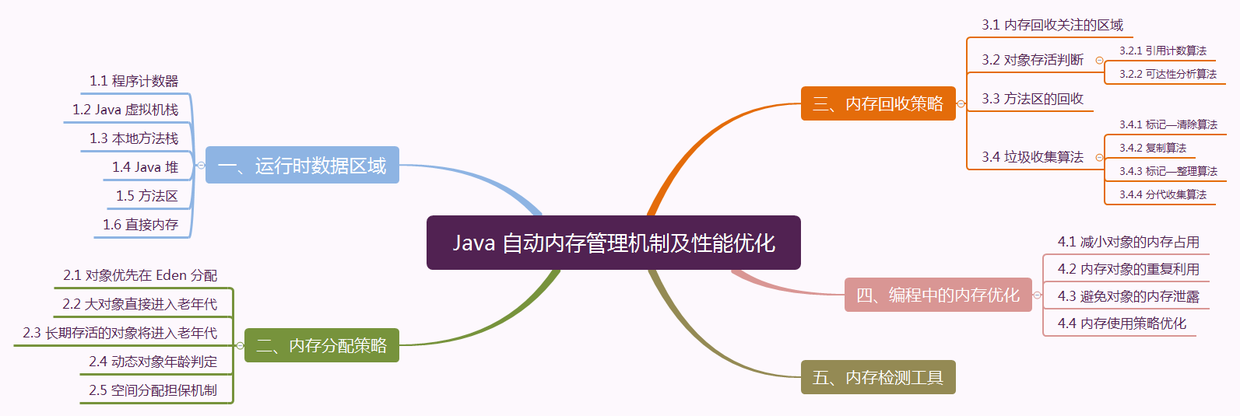 Java 自动内存管理机制及性能优化
一、运行时数据区域
1.1 程序计数器
1.2 Java 虚拟机栈
1.3 本地方法栈
1.4 Java 堆
1.5 方法区
1.6 直接内存
二、内存分配策略
2.1 对象优先在 Eden 分配
2.2 大对象直接进入老年代
2.3 长期存活的对象将进入老年代
2.4 动态对象年龄判定
2.5 空间分配担保机制
三、内存回收策略
3.1 内存回收关注的区域
3.2 对象存活判断
3.2.1 引用计数算法
3.2.2 可达性分析算法
3.3 方法区的回收
3.4 垃圾收集算法
3.4.1 标记—清除算法
3.4.2 复制算法
3.4.3 标记—整理算法
3.4.4 分代收集算法
四、编程中的内存优化
4.1 减小对象的内存占用
4.2 内存对象的重复利用
4.3 避免对象的内存泄露
4.4 内存使用策略优化
五、内存检测工具